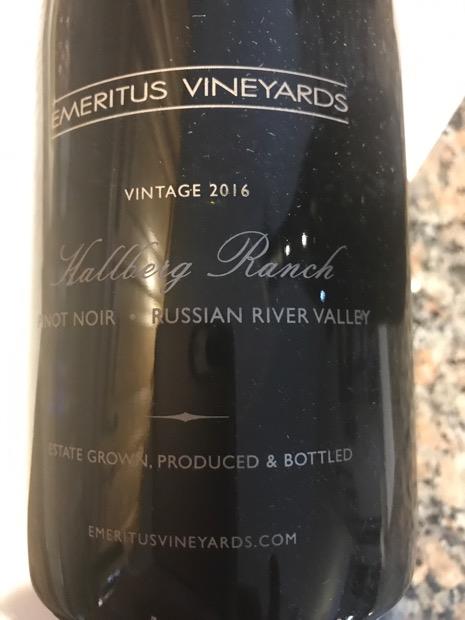 EMERITUS VINEYARDS
VINTAGE 2016
Hallberg Ranch
PINOT NOIR • RUSSIAN RIVER VALLEY
ESTATE GROWN, PRODUCED & BOTTLED
EMERITUSVINEYARDS.COM